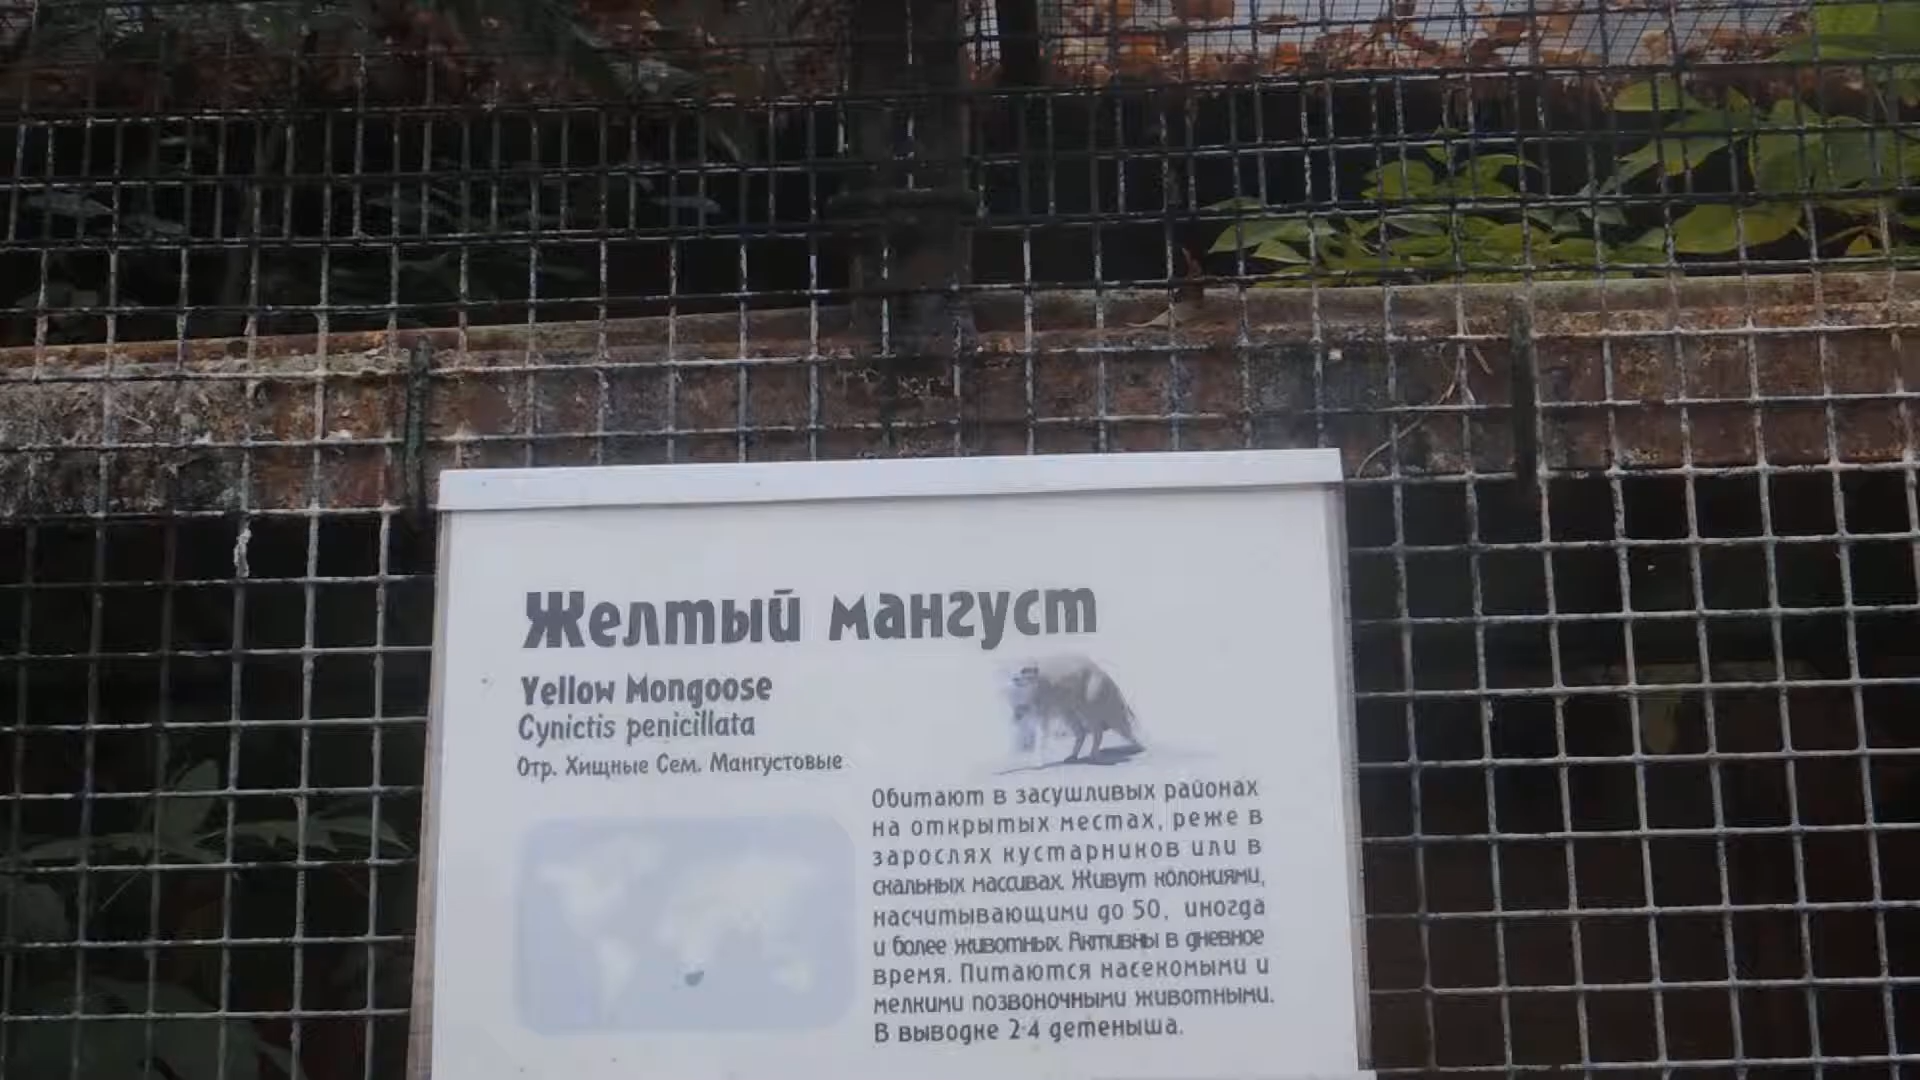 Желтый мангуст
Yellow Mongoose
Cynictis penicillata
Отр. Хищные Сем. Мангустовые
Обитают в засушливых районах
на открытых местах, реже в
зарослях кустарников или в
скальных массивах. Живут колониями,
насчитывающими до 50, иногда
и более животных. Активны в дневное
время. Питаются насекомыми и
мелкими позвоночными животными.
В выводке 2-4 детеныша.